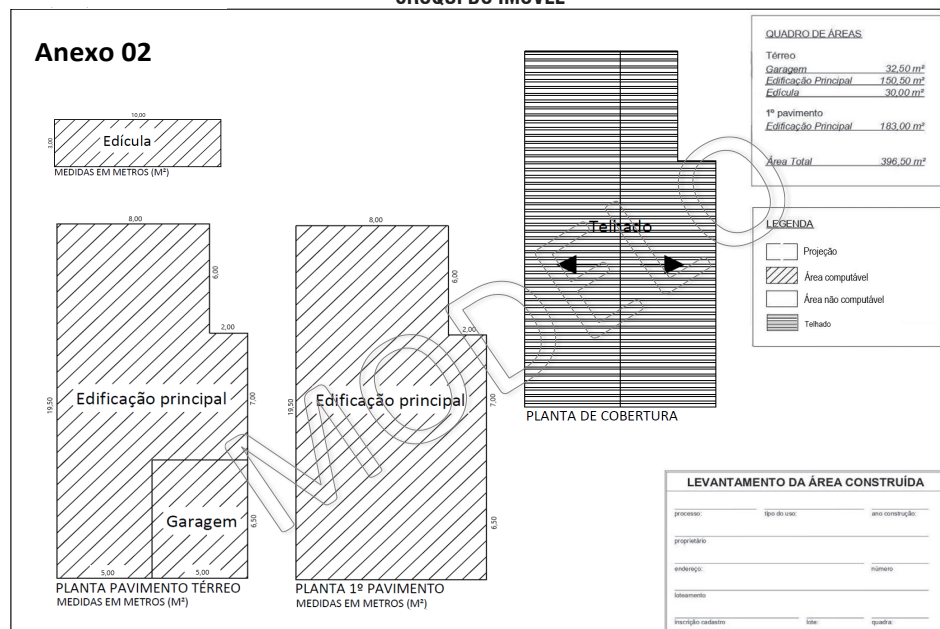 CROQUI DO IMÓVEL
Anexo 02
10,00
3,00
Edícula
MEDIDAS EM METROS (M²)
8,00
6,00
2,00
Edificação principal
19,50
7,00
Garagem
6,50
5,00
5,00
PLANTA PAVIMENTO TÉRREO
MEDIDAS EM METROS (M²)
8,00
6,00
2,00
Edificação principal
19,50
7,00
6,50
PLANTA 1º PAVIMENTO
MEDIDAS EM METROS (M²)
Telhado
PLANTA DE COBERTURA
MODELO
QUADRO DE ÁREAS
Térreo
Garagem 32,50 m²
Edificação Principal 150,50 m²
Edícula 30,00 m²
1º pavimento
Edificação Principal 183,00 m²
Área Total 396,50 m²
LEGENDA
Projeção
Área computável
Área não computável
Telhado
LEVANTAMENTO DA ÁREA CONSTRUÍDA
processo: tipo do uso: ano construção:
proprietário
endereço: número
loteamento
inscrição cadastro lote: quadra: